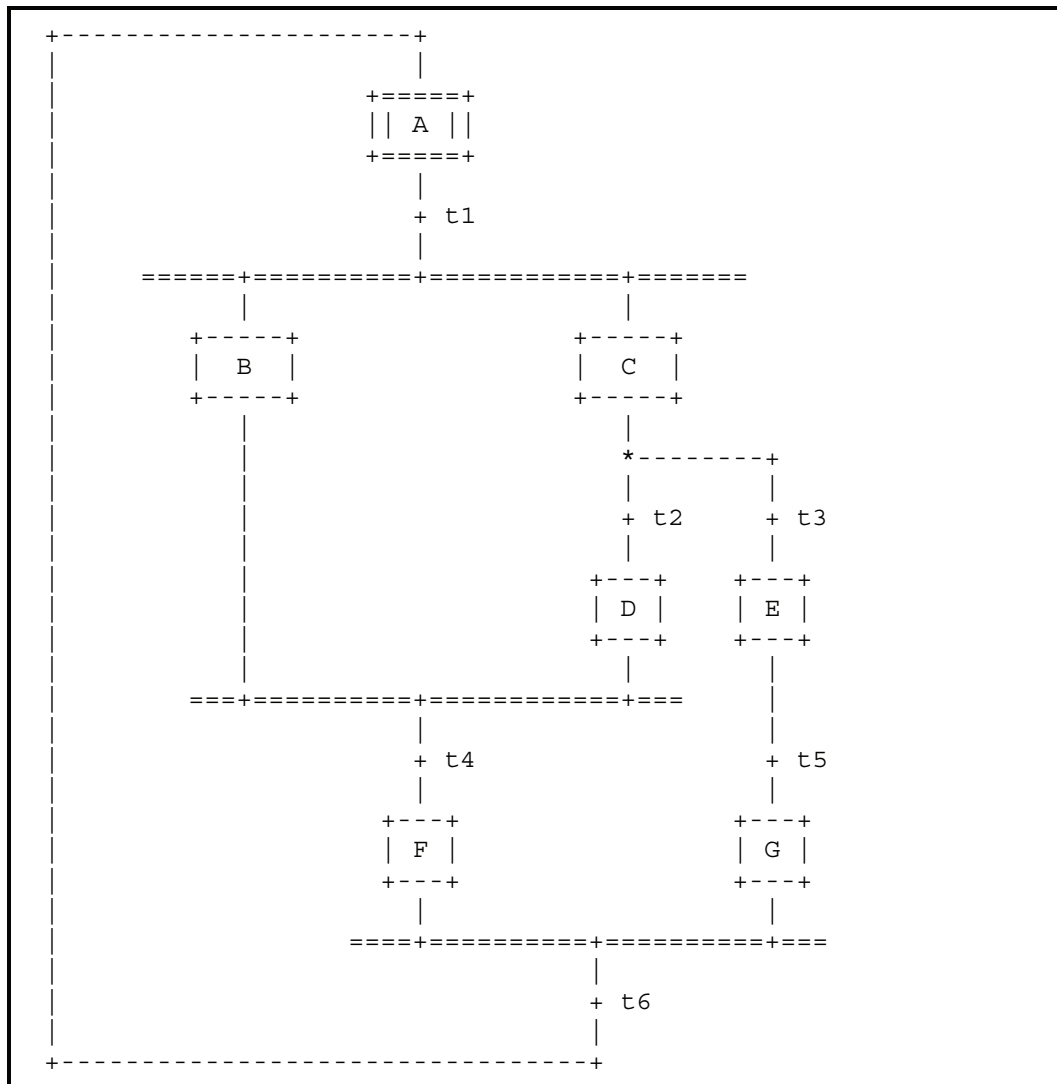 +-----------------------+
|                       |
|                    +=====+
|                    || A ||
|                    +=====+
|                       |
|                       + t1
|                       |
|     ======+===========+============+=======
|           |                        |
|        +-----+                  +-----+
|        |  B  |                  |  C  |
|        +-----+                  +-----+
|           |                        |
|           |                        *--------+
|           |                        |        |
|           |                        + t2     + t3
|           |                        |        |
|           |                      +---+    +---+
|           |                      | D |    | E |
|           |                      +---+    +---+
|           |                        |        |
|        ===+===========+============+===     |
|                       |                     |
|                       + t4                  + t5
|                       |                     |
|                     +---+                 +---+
|                     | F |                 | G |
|                     +---+                 +---+
|                       |                     |
|                   ====+==========+==========+===
|                                  |
|                                  + t6
|                                  |
+----------------------------------+